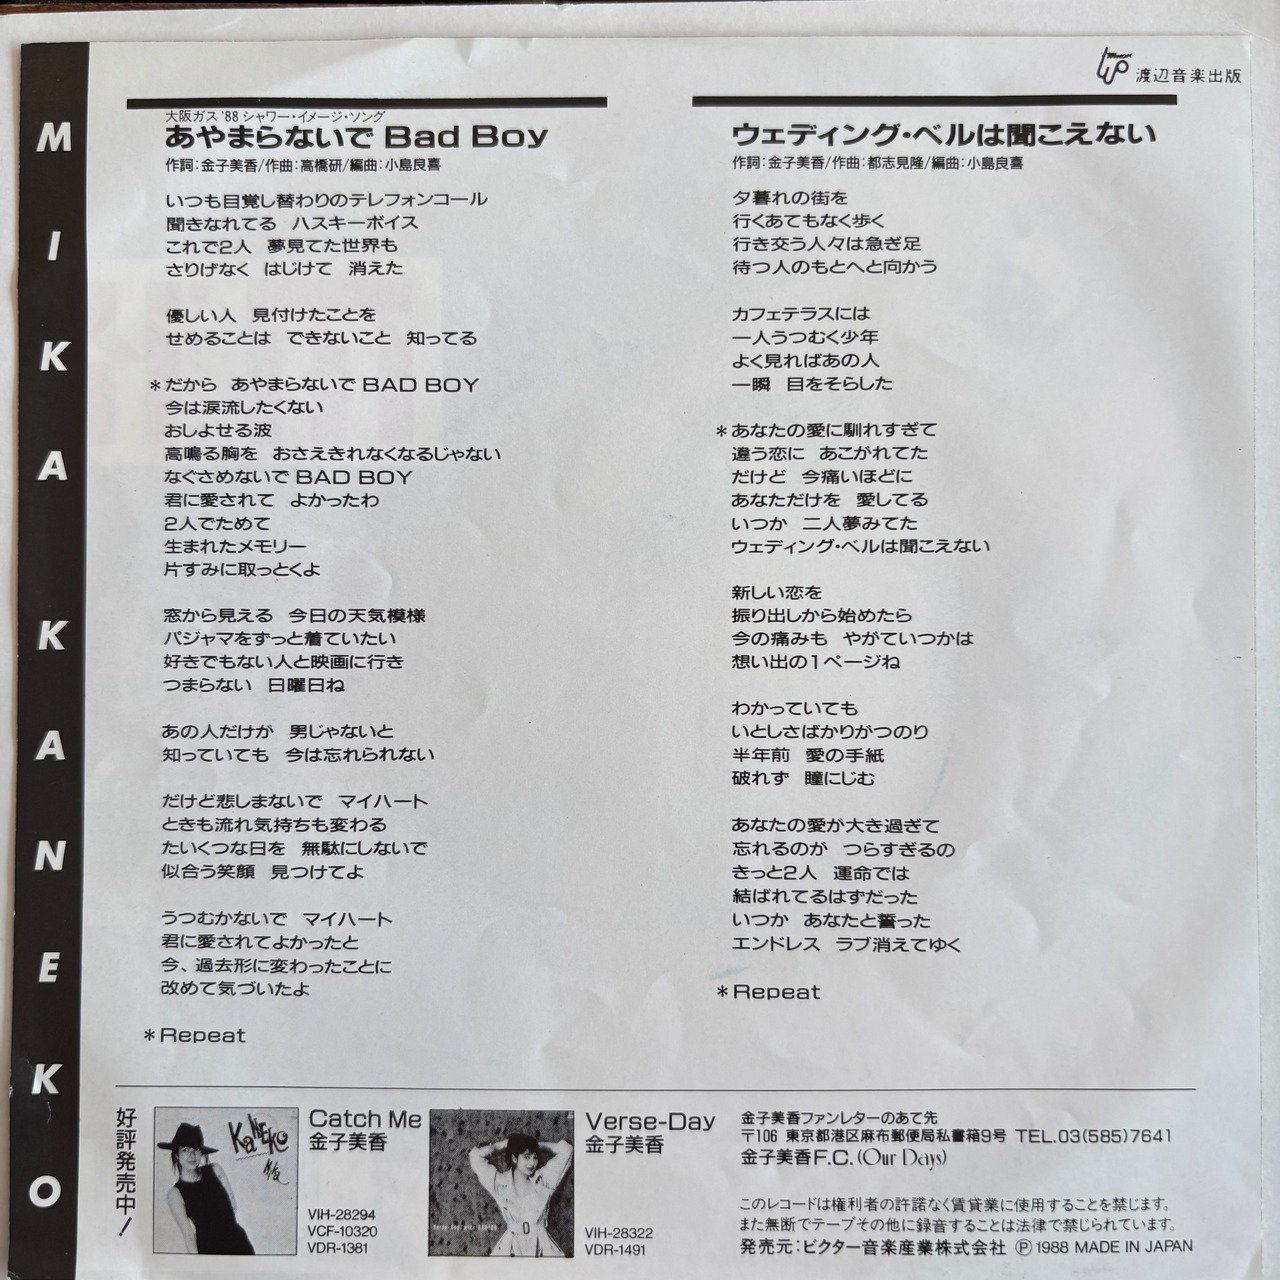 MIKA KANEKO
渡辺音楽出版
大阪ガス '88 シャワー・イメージ・ソング
あやまらないで Bad Boy
作詞：金子美香/作曲：高橋研/編曲：小島良喜
いつも目覚し替わりのテレフォンコール
聞きなれてる ハスキーボイス
これで2人 夢見てた世界も
さりげなく はじけて 消えた
優しい人 見付けたことを
せめることは できないこと 知ってる
*だから あやまらないで BAD BOY
今は涙流したくない
おしよせる波
高鳴る胸を おさえきれなくなるじゃない
なぐさめないで BAD BOY
君に愛されて よかったわ
2人でためて
生まれたメモリー
片すみに取っとくよ
窓から見える 今日の天気模様
パジャマをずっと着ていたい
好きでもない人と映画に行き
つまらない 日曜日ね
あの人だけが 男じゃないと
知っていても 今は忘れられない
だけど悲しまないで マイハート
ときも流れ気持ちも変わる
たいくつな日を 無駄にしないで
似合う笑顔 見つけてよ
うつむかないで マイハート
君に愛されてよかったと
今、過去形に変わったことに
改めて気づいたよ
*Repeat
ウェディング・ベルは聞こえない
作詞：金子美香/作曲：都志見隆/編曲：小島良喜
夕暮れの街を
行くあてもなく歩く
行き交う人々は急ぎ足
待つ人のもとへと向かう
カフェテラスには
一人うつむく少年
よく見ればあの人
一瞬 目をそらした
*あなたの愛に馴れすぎて
違う恋に あこがれてた
だけど 今痛いほどに
あなただけを 愛してる
いつか 二人夢みてた
ウェディング・ベルは聞こえない
新しい恋を
振り出しから始めたら
今の痛みも やがていつかは
想い出の1ページね
わかっていても
いとしさばかりがつのり
半年前 愛の手紙
破れず 瞳にじむ
あなたの愛が大き過ぎて
忘れるのが つらすぎるの
きっと2人 運命では
結ばれてるはずだった
いつか あなたと誓った
エンドレス ラブ消えてゆく
*Repeat
好評発売中！
KaNEKo
Mika
Catch Me
金子美香
VIH-28294
VCF-10320
VDR-1381
Verse-Day
金子美香
VIH-28322
VDR-1491
金子美香ファンレターのあて先
〒106 東京都港区麻布郵便局私書箱9号 TEL.03(585)7641
金子美香F.C.(Our Days)
このレコードは権利者の許諾なく賃貸業に使用することを禁じます。
また無断でテープその他に録音することは法律で禁じられています。
発売元：ビクター音楽産業株式会社 Ⓟ 1988 MADE IN JAPAN